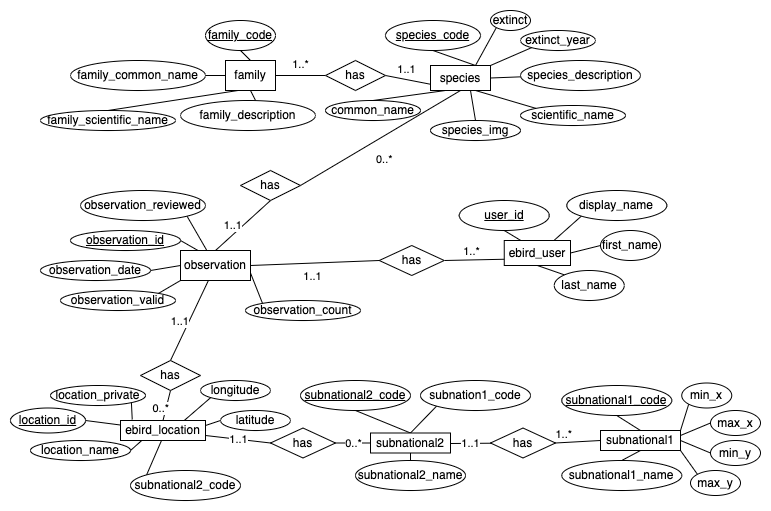 extinct
family_code
species_code
extinct_year
1..*
family_common_name
family
has
1..1
species
species_description
common_name
family_scientific_name
family_description
scientific_name
species_img
0..*
has
observation_reviewed
display_name
user_id
1..1
observation_id
first_name
1..*
ebird_user
has
observation
observation_date
1..1
last_name
observation_valid
observation_count
1..1
has
location_private
longitude
subnational2_code
subnation1_code
subnational1_code
min_x
0..*
location_id
latitude
max_x
ebird_location
1..1
has
0..*
subnational2
1..1
has
1..*
subnational1
location_name
min_y
subnational2_name
subnational1_name
subnational2_code
max_y